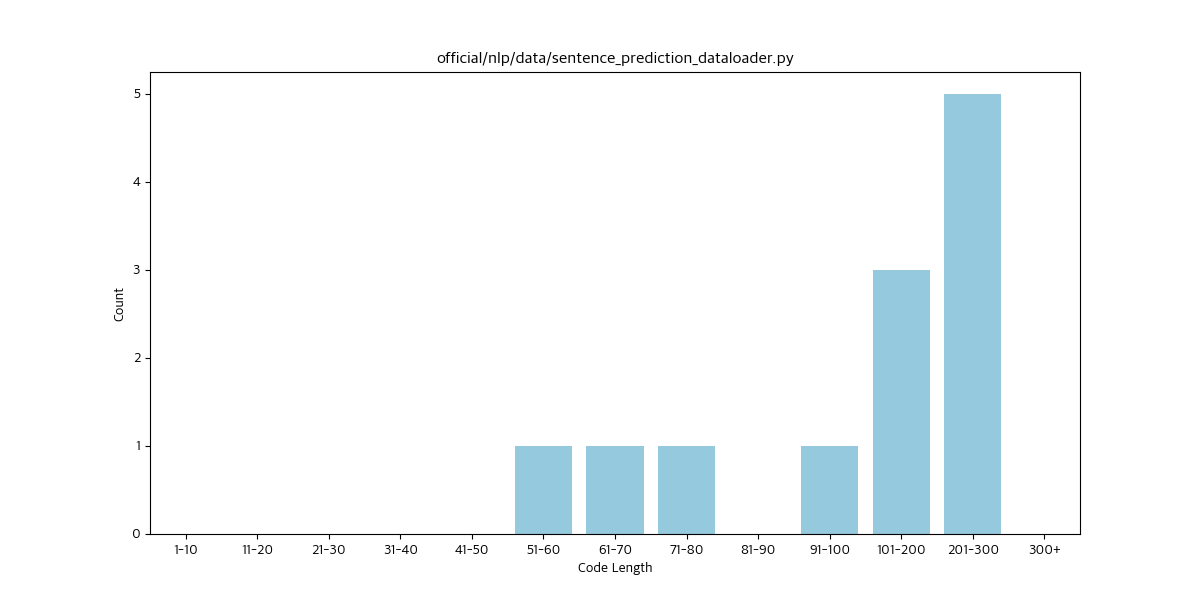 official/nlp/data/sentence_prediction_dataloader.py
Count
5
4
3
2
1
0
1-10 11-20 21-30 31-40 41-50 51-60 61-70 71-80 81-90 91-100 101-200 201-300 300+
Code Length